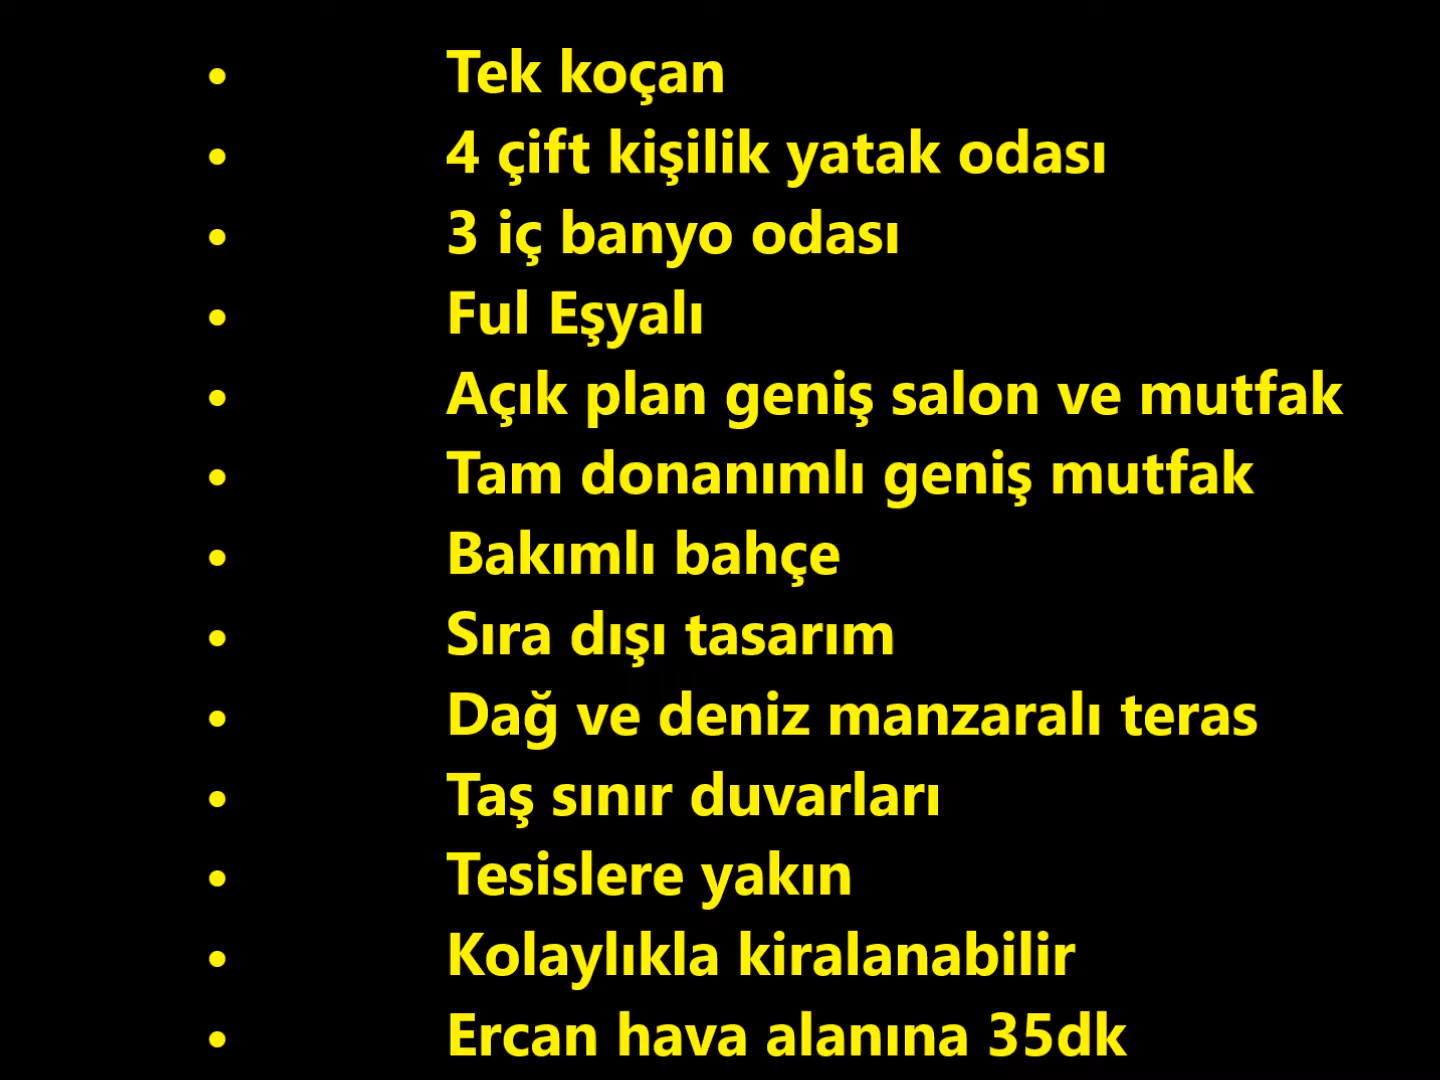 • Tek koçan
• 4 çift kişilik yatak odası
• 3 iç banyo odası
• Ful Eşyalı
• Açık plan geniş salon ve mutfak
• Tam donanımlı geniş mutfak
• Bakımlı bahçe
• Sıra dışı tasarım
• Dağ ve deniz manzaralı teras
• Taş sınır duvarları
• Tesislere yakın
• Kolaylıkla kiralanabilir
• Ercan hava alanına 35dk